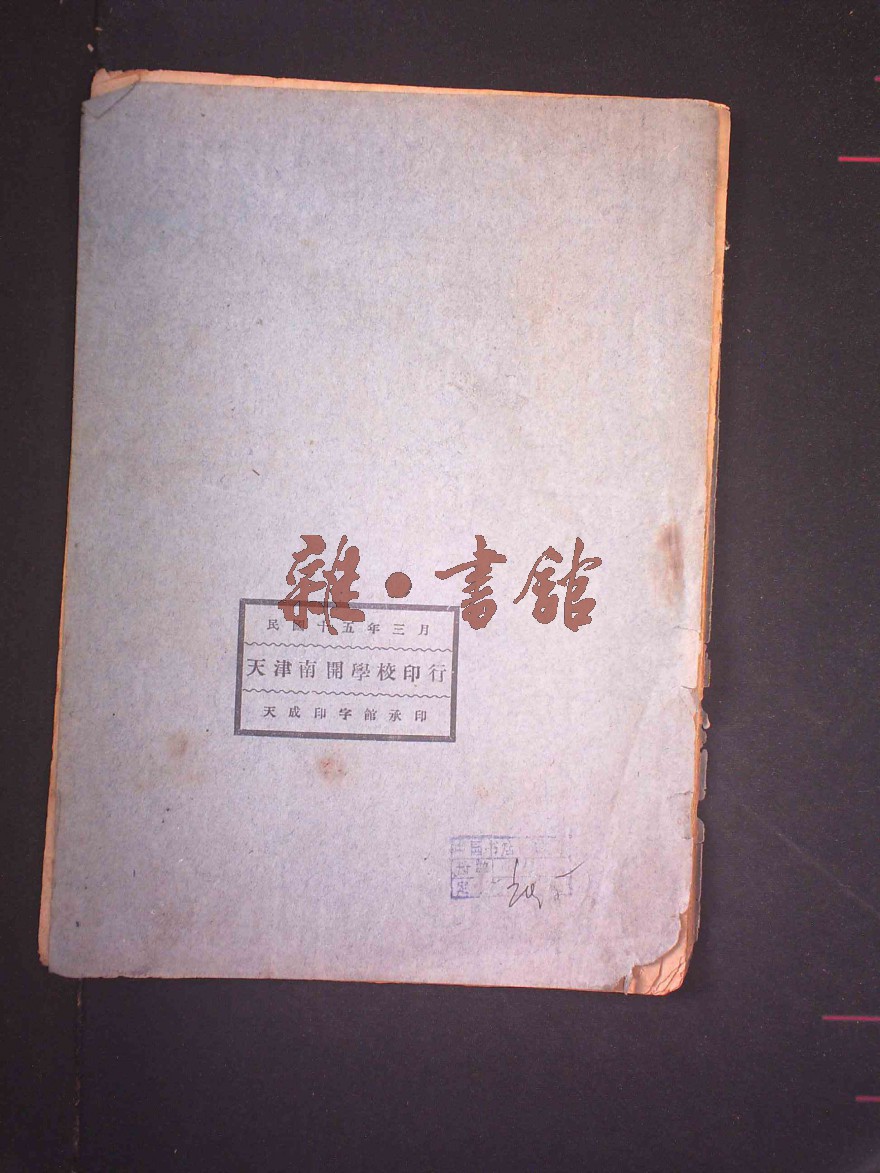 雜·書館
民國十五年三月
天津南開學校印行
天成印字館承印